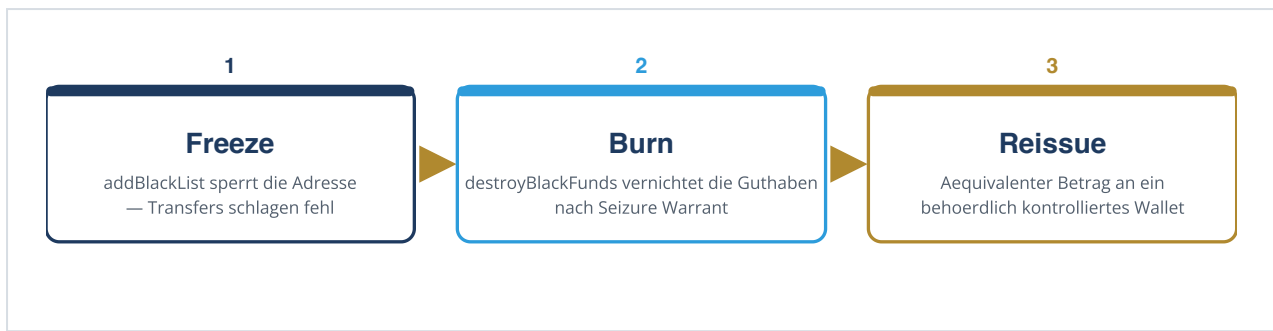 1
Freeze
addBlackList sperrt die Adresse
— Transfers schlagen fehl
2
Burn
destroyBlackFunds vernichtet die Guthaben
nach Seizure Warrant
3
Reissue
Aequivalenter Betrag an ein
behoerdlich kontrolliertes Wallet